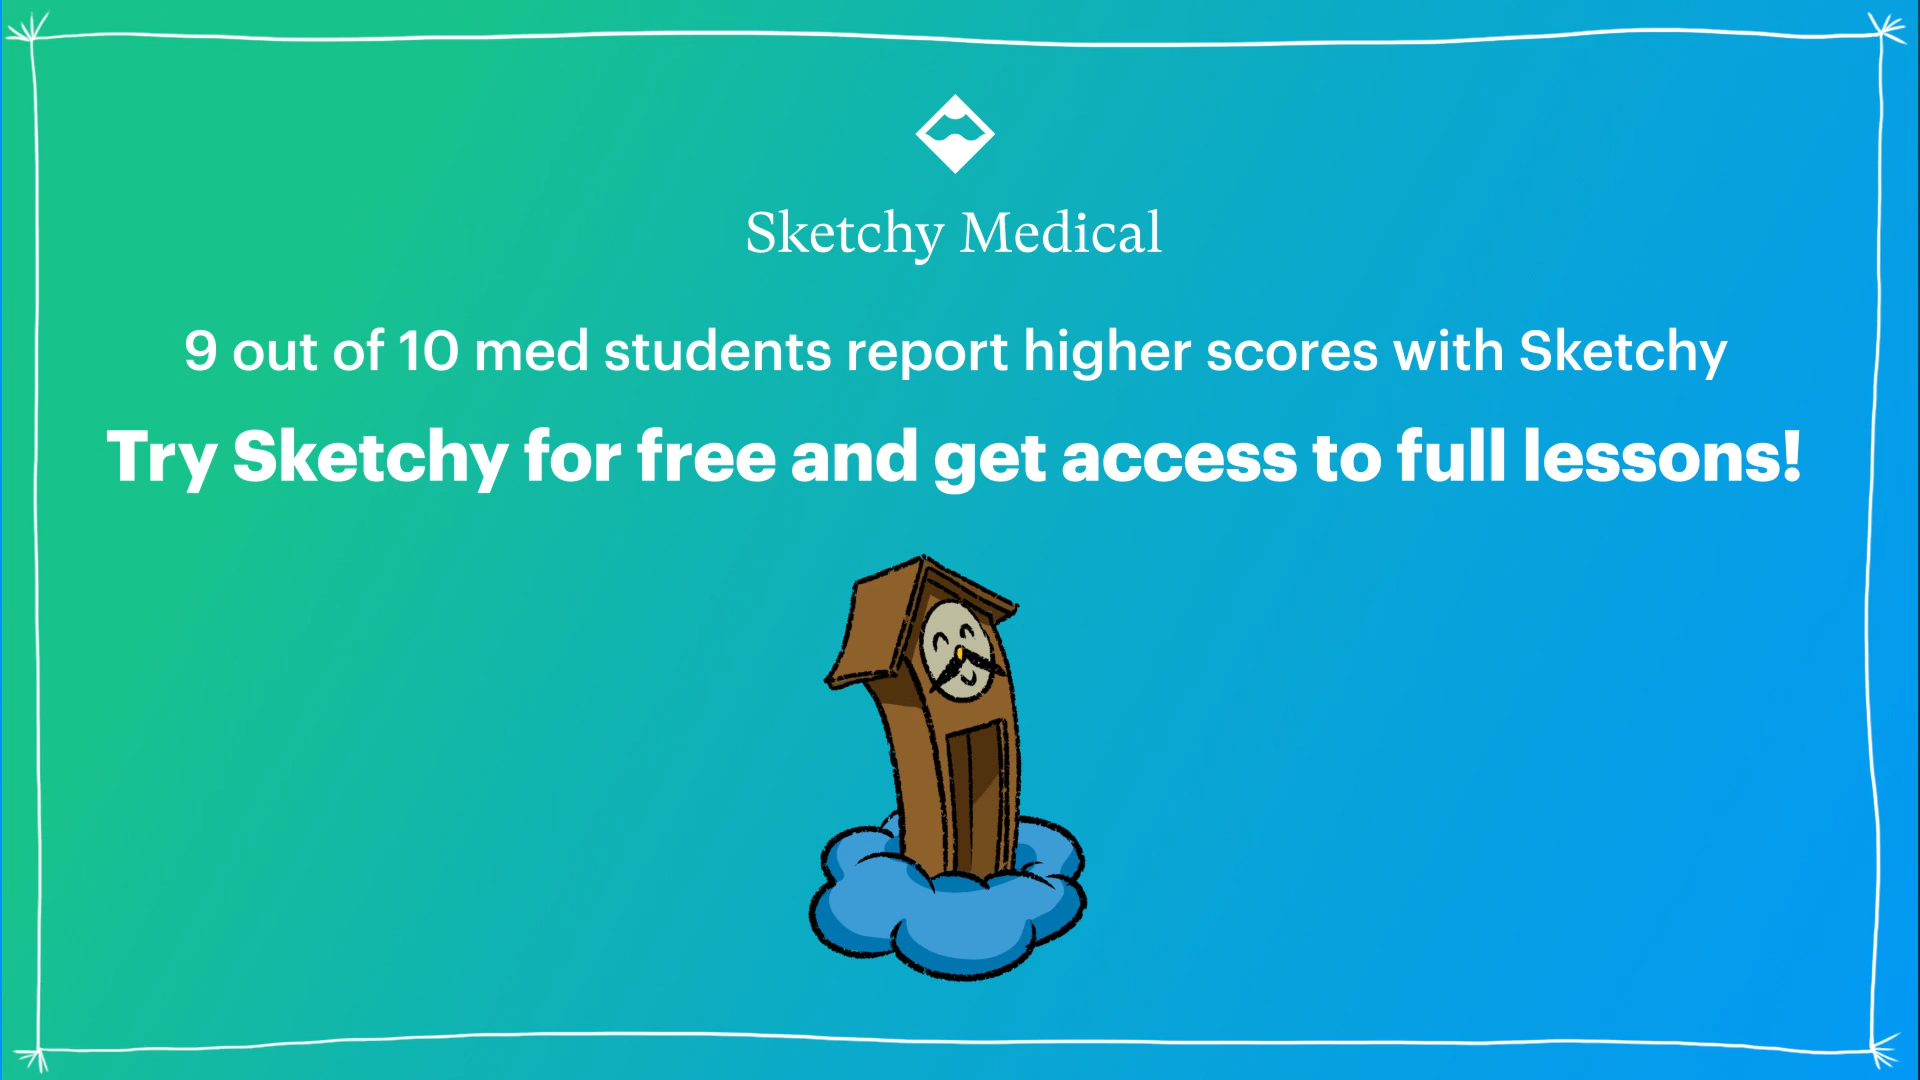 Sketchy Medical
9 out of 10 med students report higher scores with Sketchy
Try Sketchy for free and get access to full lessons!